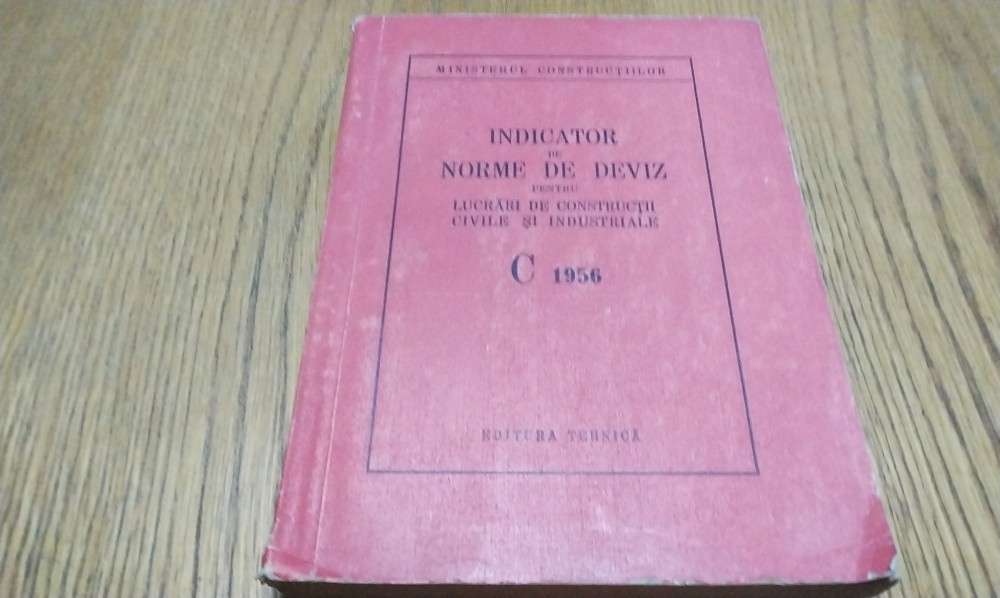 MINISTERUL CONSTRUCȚIILOR
INDICATOR
DE
NORME DE DEVIZ
PENTRU
LUCRĂRI DE CONSTRUCȚII
CIVILE ȘI INDUSTRIALE
C 1956
EDITURA TEHNICĂ